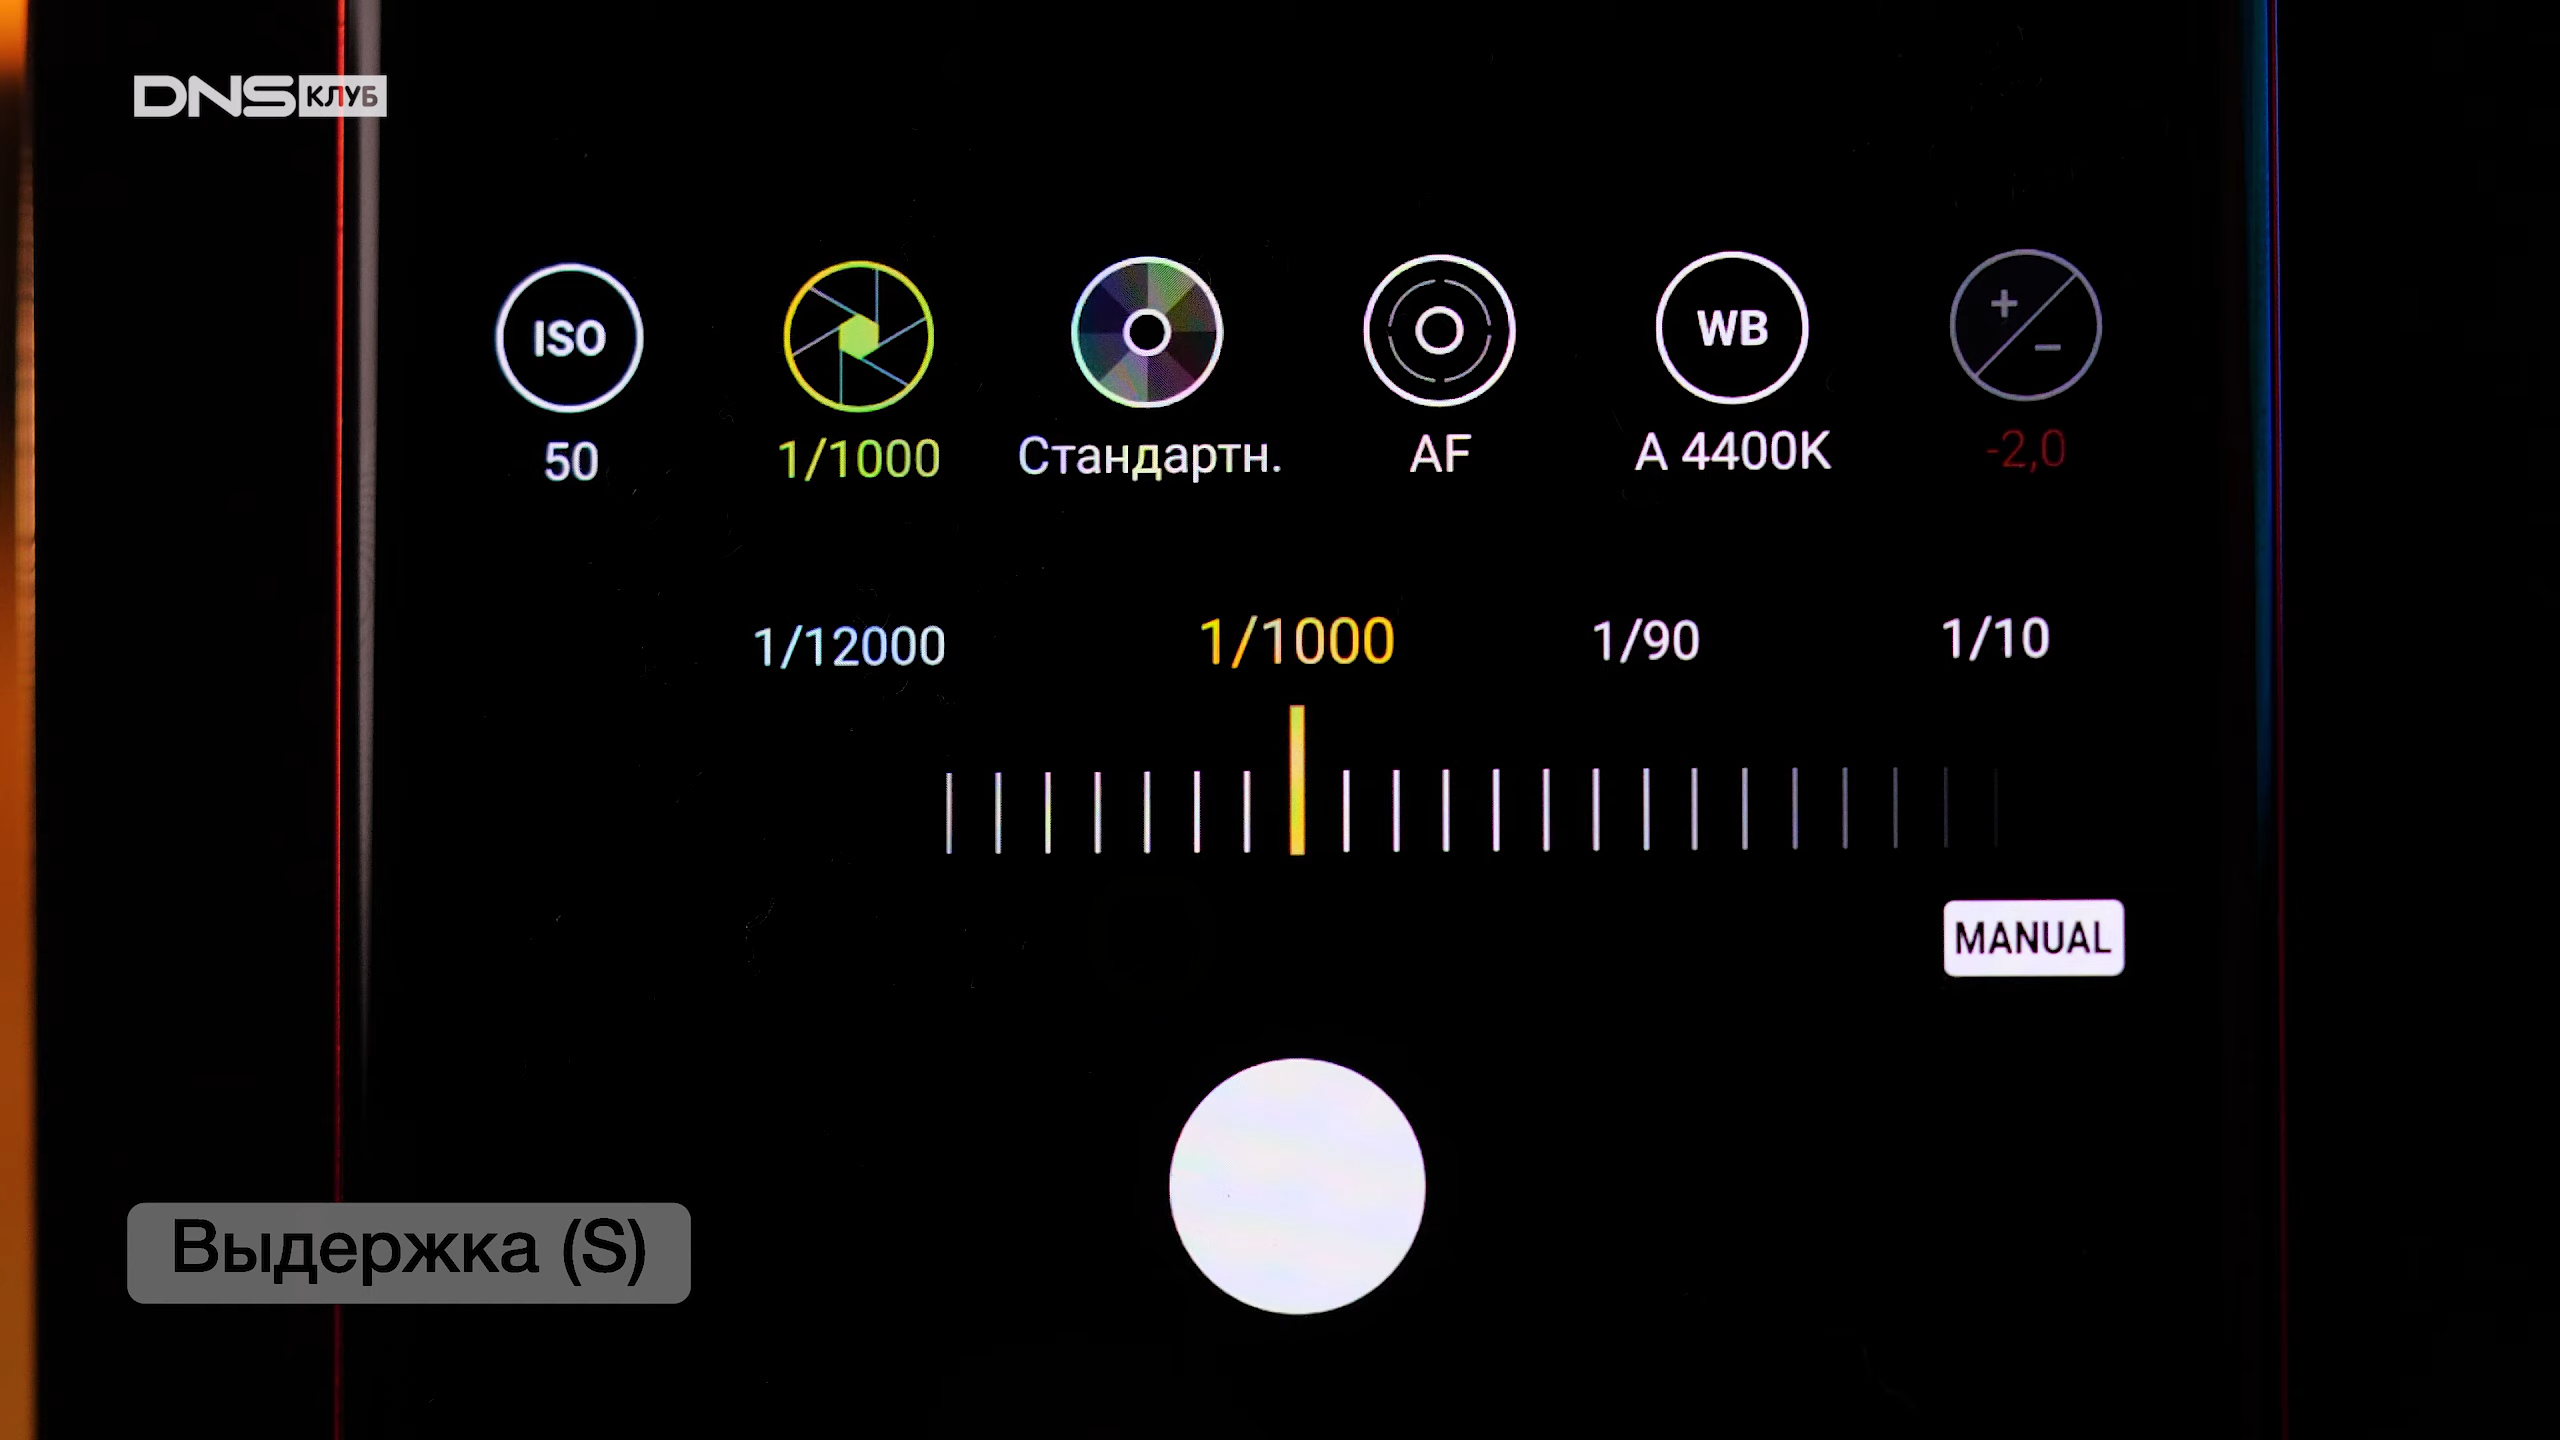 DNS КЛУБ
ISO
WB
+
−
50
1/1000
Стандартн.
AF
A 4400K
-2,0
1/12000
1/1000
1/90
1/10
MANUAL
Выдержка (S)